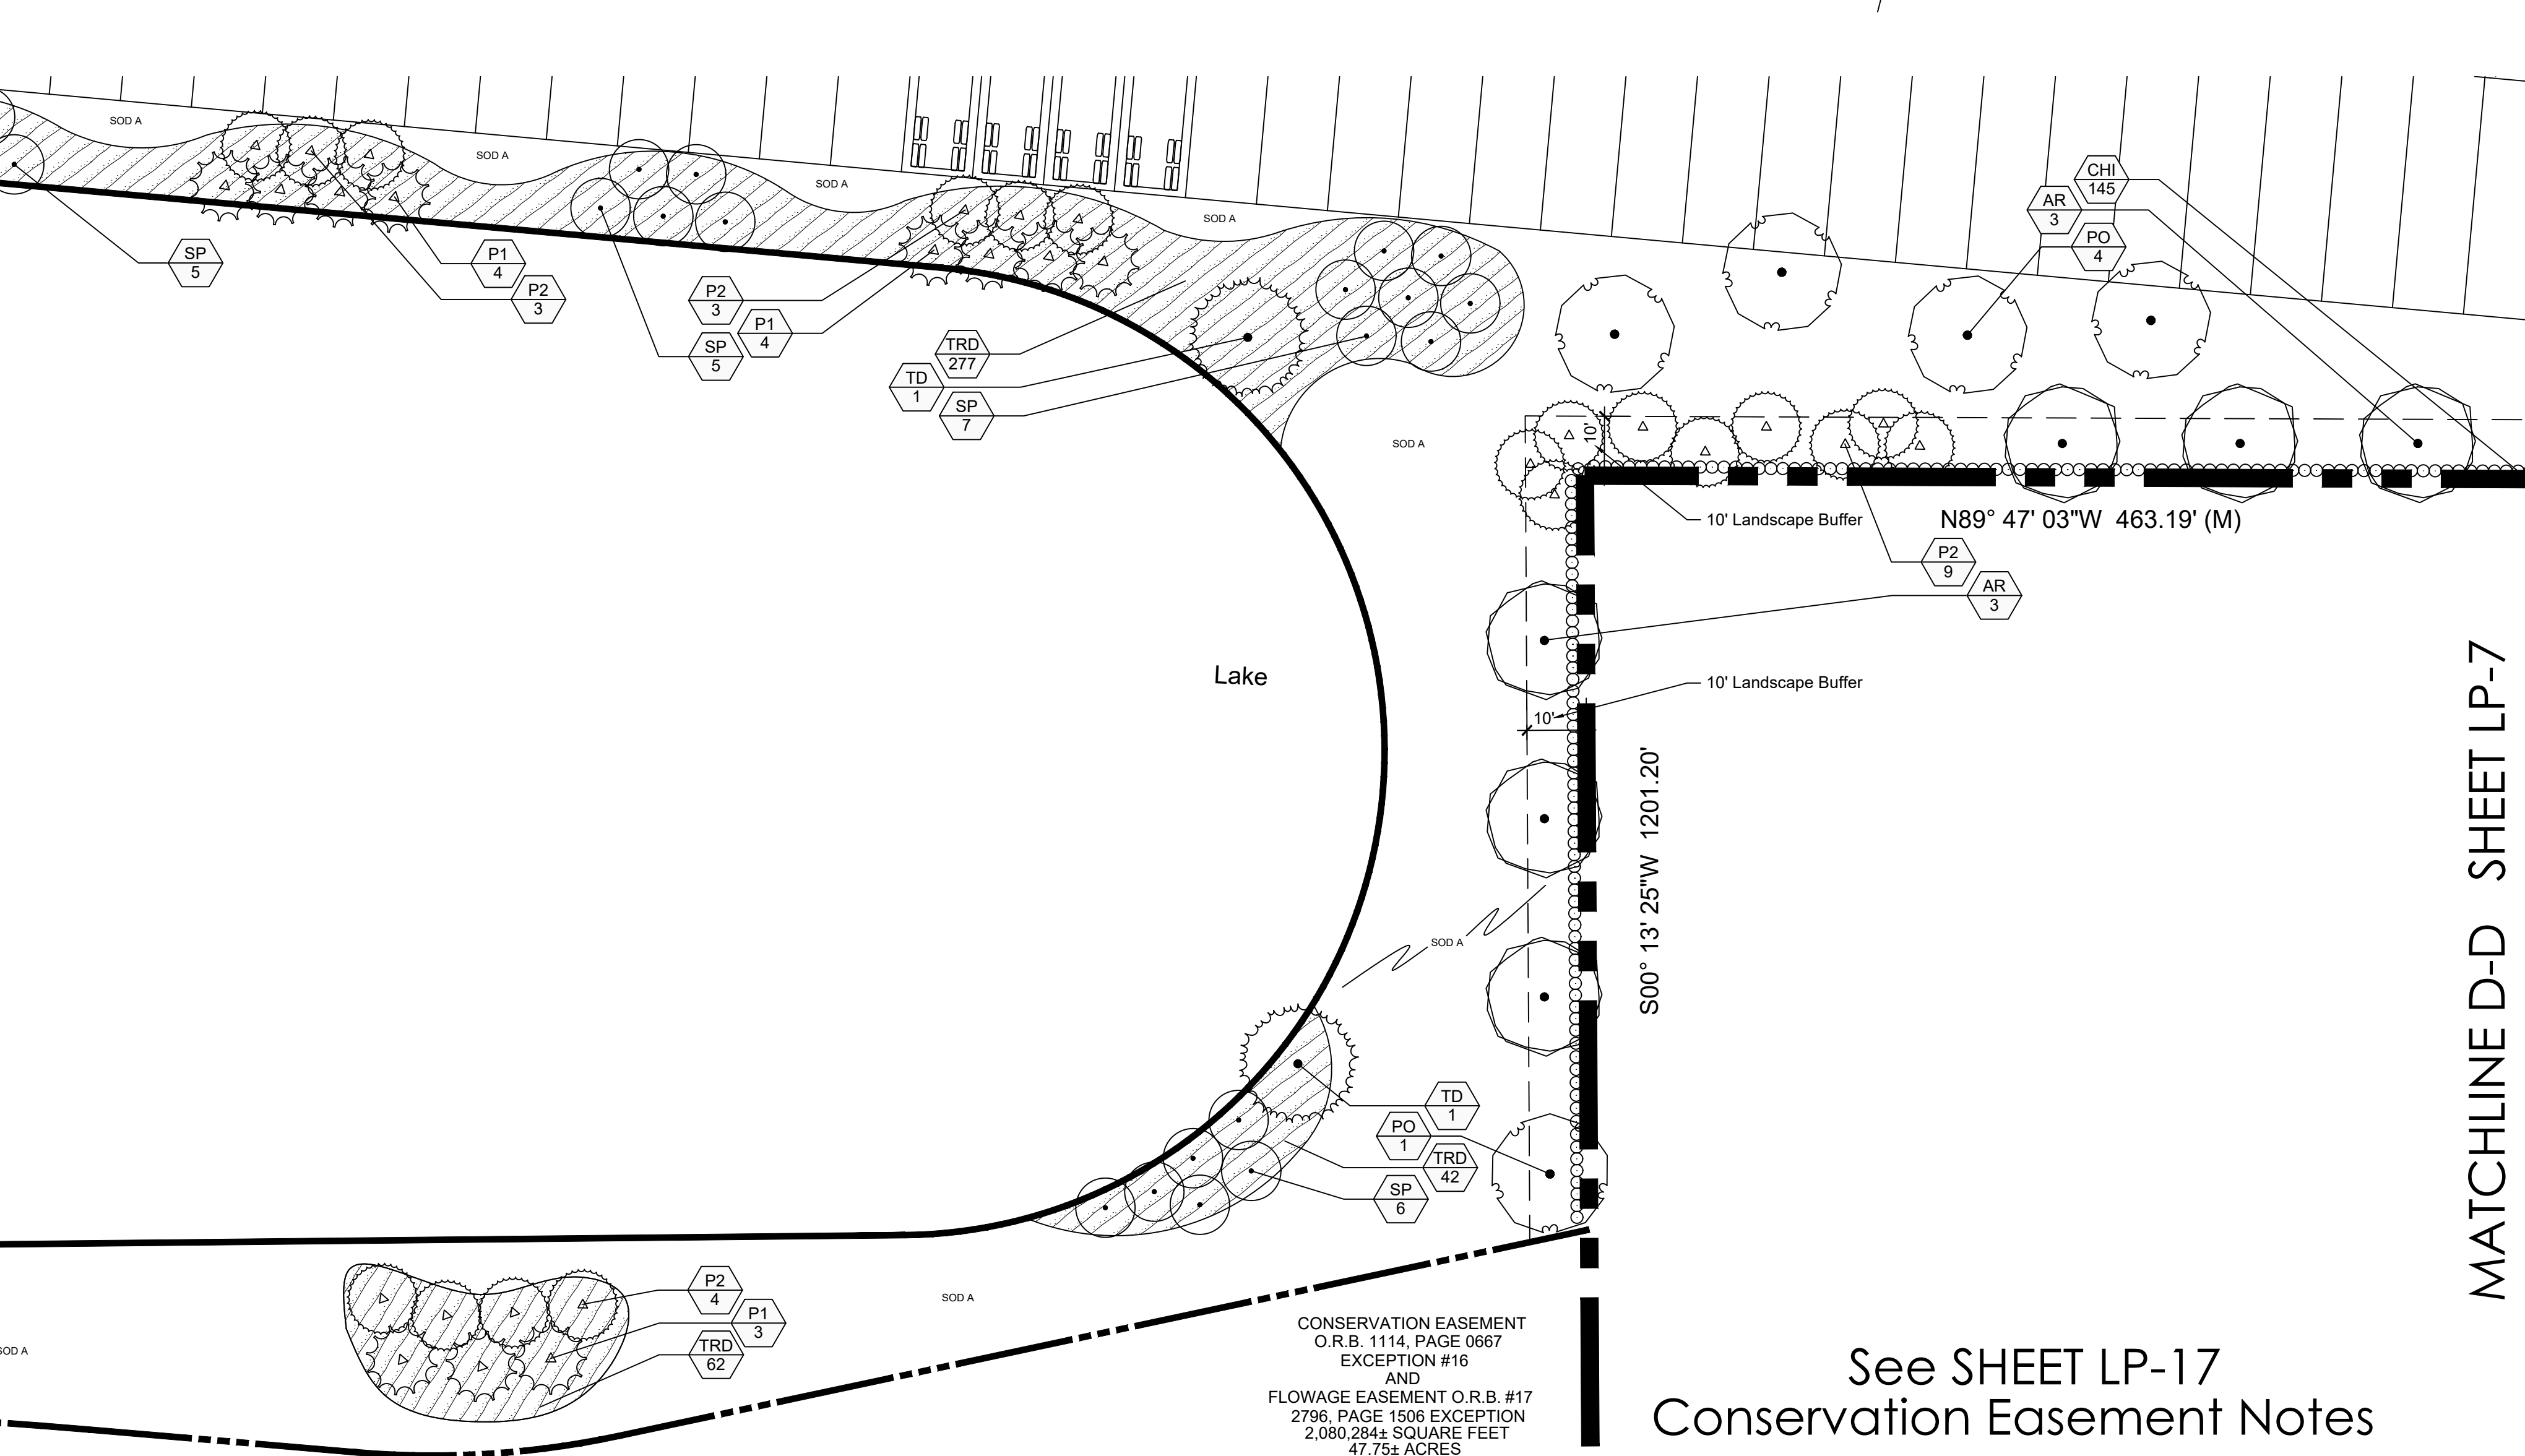 SOD A
SOD A
SOD A
SOD A
CHI
145
AR
3
PO
4
SP
5
P1
4
P2
3
P2
3
P1
4
SP
5
TRD
277
TD
1
SP
7
SOD A
10'
10' Landscape Buffer
N89° 47' 03"W 463.19' (M)
P2
9
AR
3
Lake
10' Landscape Buffer
10'
S00° 13' 25"W 1201.20'
MATCHLINE D-D SHEET LP-7
SOD A
TD
1
PO
1
TRD
42
SP
6
P2
4
P1
3
TRD
62
SOD A
SOD A
CONSERVATION EASEMENT
O.R.B. 1114, PAGE 0667
EXCEPTION #16
AND
FLOWAGE EASEMENT O.R.B. #17
2796, PAGE 1506 EXCEPTION
2,080,284± SQUARE FEET
47.75± ACRES
See SHEET LP-17
Conservation Easement Notes